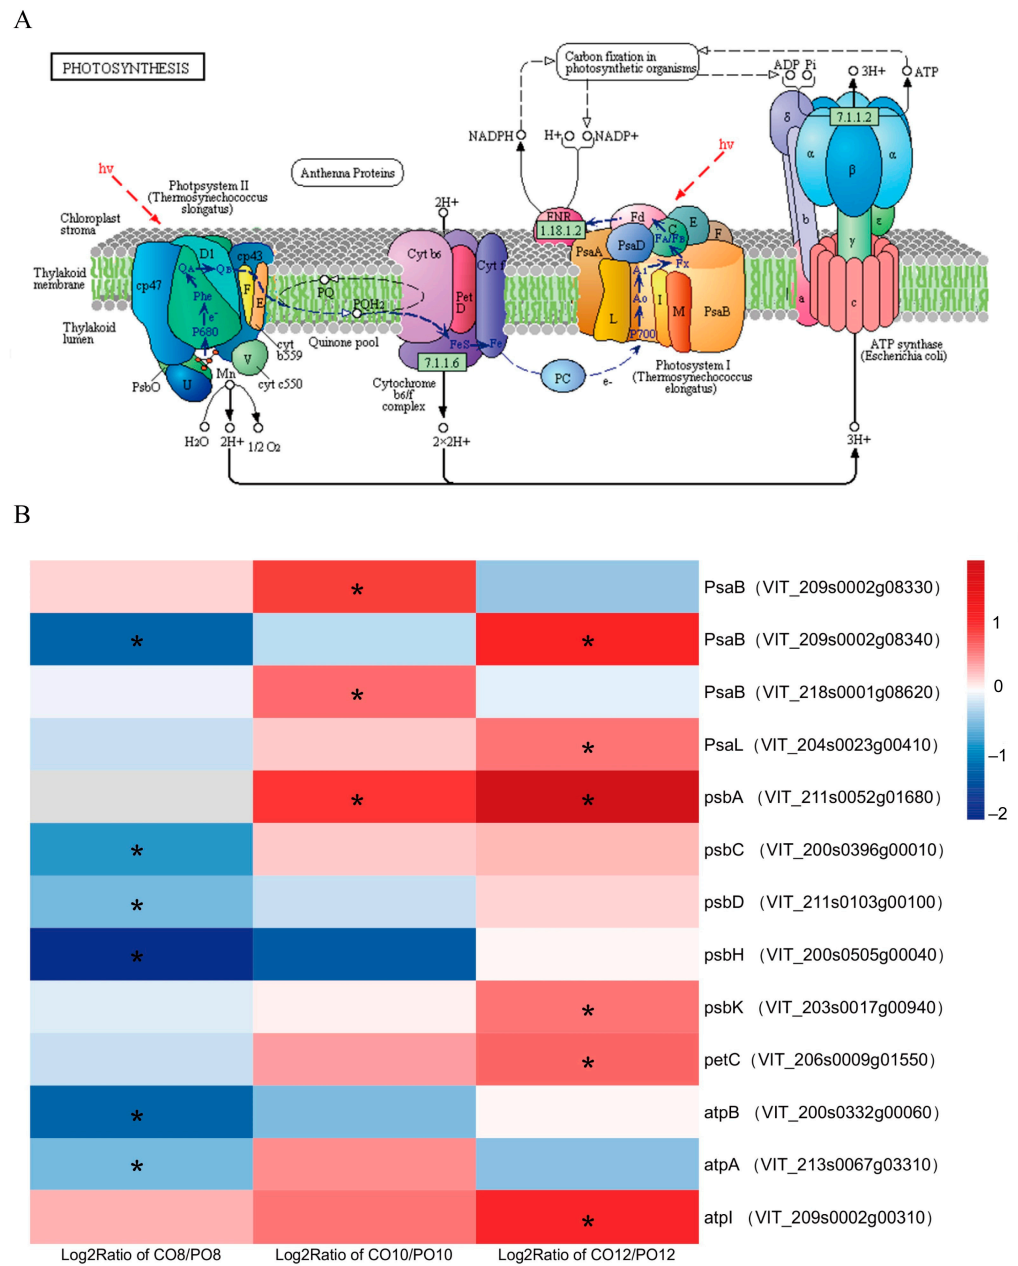 A
PHOTOSYNTHESIS
Carbon fixation in
photosynthetic organisms
ADP Pi
3H+
ATP
NADPH
H+
NADP+
δ
7.1.1.2
α
β
α
hν
hν
Anthenna Proteins
Photpsystem II
(Thermosynechococcus
elongatus)
2H+
Chloroplast
stroma
FNR
1.18.1.2
Fd
E
C
F
FA/FB
b
ε
γ
D1
cp43
cp47
QA
QB
Cyt b6
Cyt f
PsaA
PsaD
A1
Fx
Thylakoid
membrane
Phe
F
E
PQ
PQH2
Pet
D
A0
I
M
L
PsaB
I
a
c
Thylakoid
lumen
e-
P680
Quinone pool
FeS
Fe
P700
cyt
b559
ATP synthase
(Escherichia coli)
PsbO
U
Mn
V
cyt c550
7.1.1.6
PC
e-
Photosystem I
(Thermosynechococcus
elongatus)
Cytochrome
b6/f
complex
H2O
2H+
1/2 O2
2×2H+
3H+
B
PsaB（VIT_209s0002g08330）
* 
PsaB（VIT_209s0002g08340）
* *
PsaB（VIT_218s0001g08620）
*
PsaL（VIT_204s0023g00410）
*
psbA（VIT_211s0052g01680）
* *
psbC （VIT_200s0396g00010）
*
psbD （VIT_211s0103g00100）
*
psbH （VIT_200s0505g00040）
*
psbK （VIT_203s0017g00940）
*
petC（VIT_206s0009g01550）
*
atpB （VIT_200s0332g00060）
*
atpA （VIT_213s0067g03310）
*
atpI （VIT_209s0002g00310）
*
1
0
–1
–2
Log2Ratio of CO8/PO8
Log2Ratio of CO10/PO10
Log2Ratio of CO12/PO12